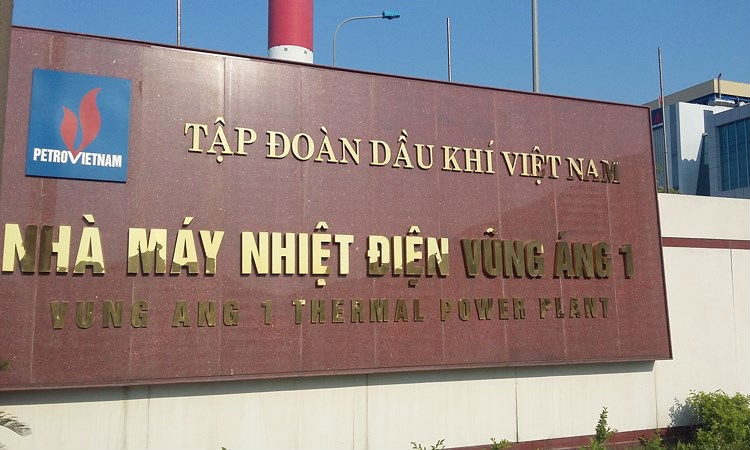 PETROVIETNAM
TẬP ĐOÀN DẦU KHÍ VIỆT NAM
NHÀ MÁY NHIỆT ĐIỆN VŨNG ÁNG 1
VUNG ANG 1 THERMAL POWER PLANT